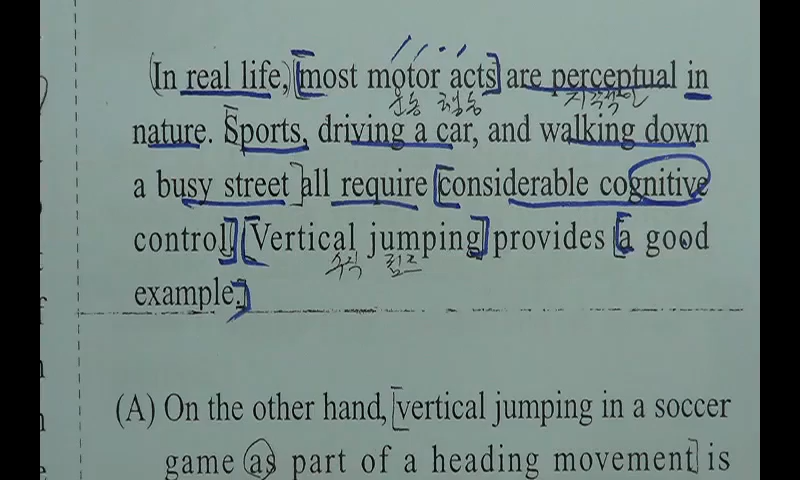 In real life, most motor acts are perceptual in
운동 행동 지각적인
nature. Sports, driving a car, and walking down
a busy street all require considerable cognitive
control. Vertical jumping provides a good
수직 점프
example.
(A) On the other hand, vertical jumping in a soccer
game as part of a heading movement is